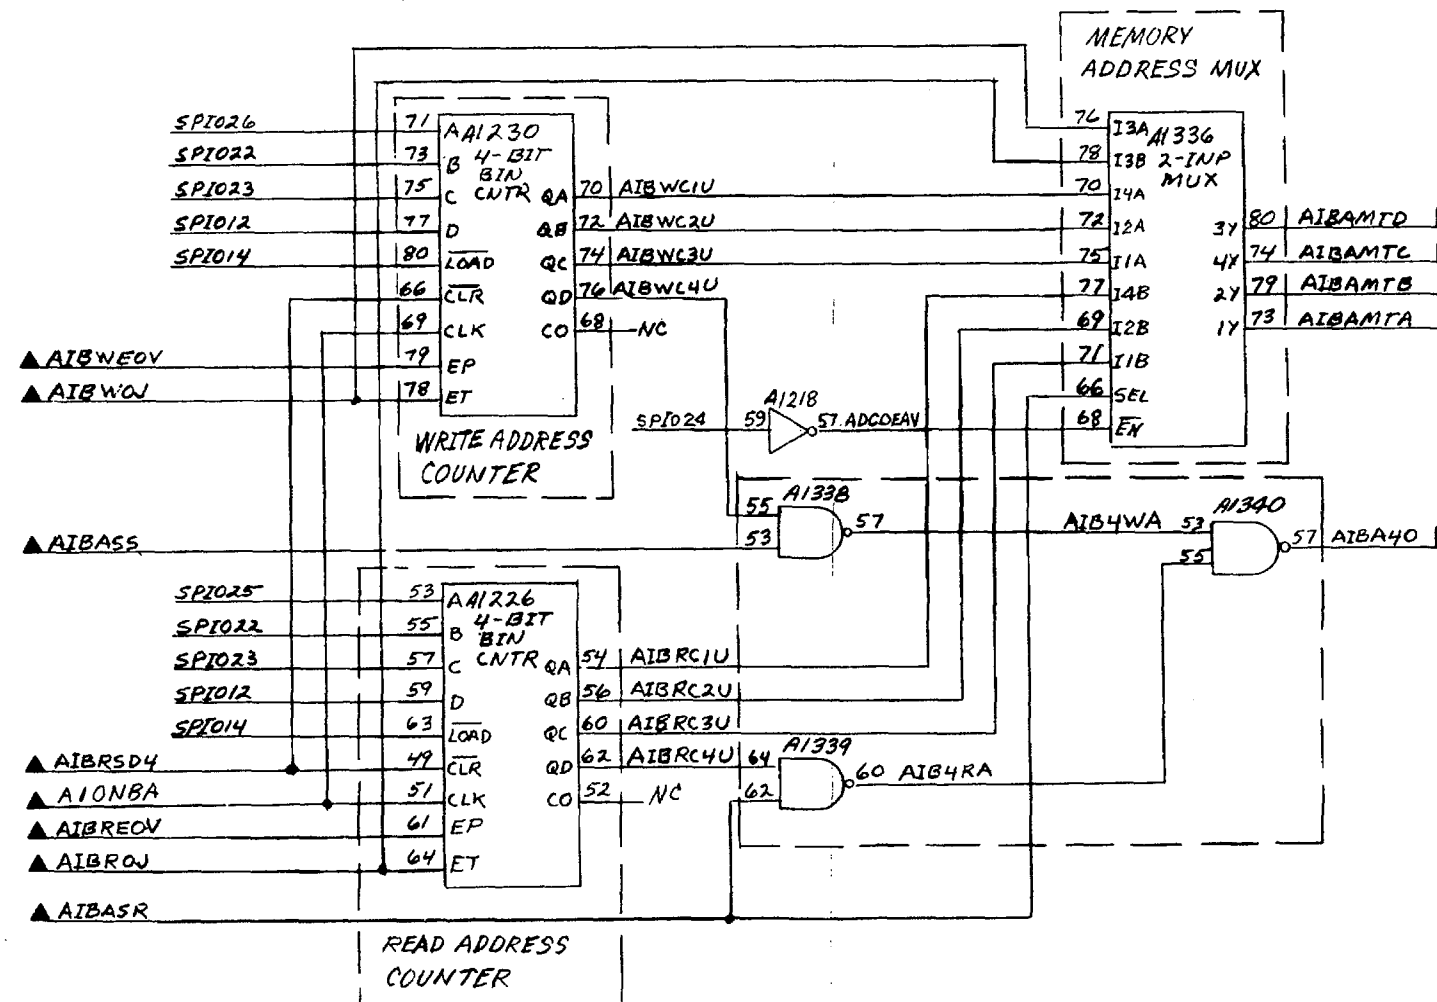 MEMORY
ADDRESS MUX
SPI026 71 A A1230
SPI022 73 B 4-BIT
BIN
SPI023 75 C CNTR QA 70 AIBWC1U
SPI012 77 D QB 72 AIBWC2U
SPI014 80 LOAD QC 74 AIBWC3U
66 CLR QD 76 AIBWC4U
69 CLK CO 68 NC
▲ AIBWEOV 79 EP
▲ AIBWOJ 78 ET
WRITE ADDRESS
COUNTER
76 I3A A1336
78 I3B 2-INP
MUX
70 I4A
72 I2A 3Y 80 AIBAMTD
75 I1A 4Y 74 AIBAMTC
77 I4B 2Y 79 AIBAMTB
69 I2B 1Y 73 AIBAMTA
71 I1B
66 SEL
68 EN
A1218
SPI024 59 57 ADCOEAV
A1338
55
53 57 AIB4WA
▲ AIBASS
A1340
53
55 57 AIBA40
SPI025 53 A A1226
SPI022 55 B 4-BIT
BIN
SPI023 57 C CNTR QA 54 AIBRC1U
SPI012 59 D QB 56 AIBRC2U
SPI014 63 LOAD QC 60 AIBRC3U
▲ AIBRSD4 49 CLR QD 62 AIBRC4U
▲ AIONBA 51 CLK CO 52 NC
▲ AIBREOV 61 EP
▲ AIBROJ 64 ET
A1339
64
62 60 AIB4RA
▲ AIBASR
READ ADDRESS
COUNTER